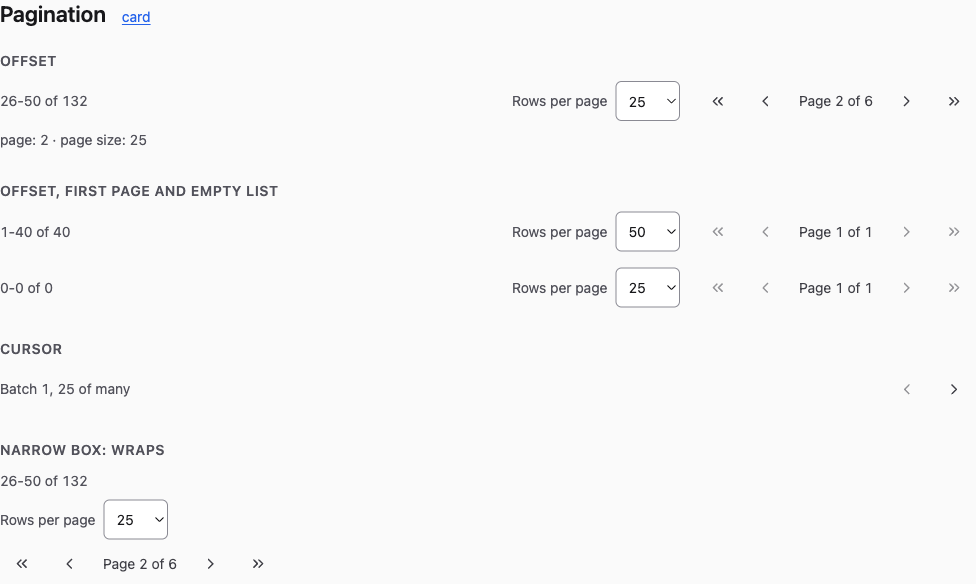 Pagination card
OFFSET
26-50 of 132 Rows per page 25 « ‹ Page 2 of 6 › »
page: 2 · page size: 25
OFFSET, FIRST PAGE AND EMPTY LIST
1-40 of 40 Rows per page 50 « ‹ Page 1 of 1 › »
0-0 of 0 Rows per page 25 « ‹ Page 1 of 1 › »
CURSOR
Batch 1, 25 of many ‹ ›
NARROW BOX: WRAPS
26-50 of 132
Rows per page 25
« ‹ Page 2 of 6 › »